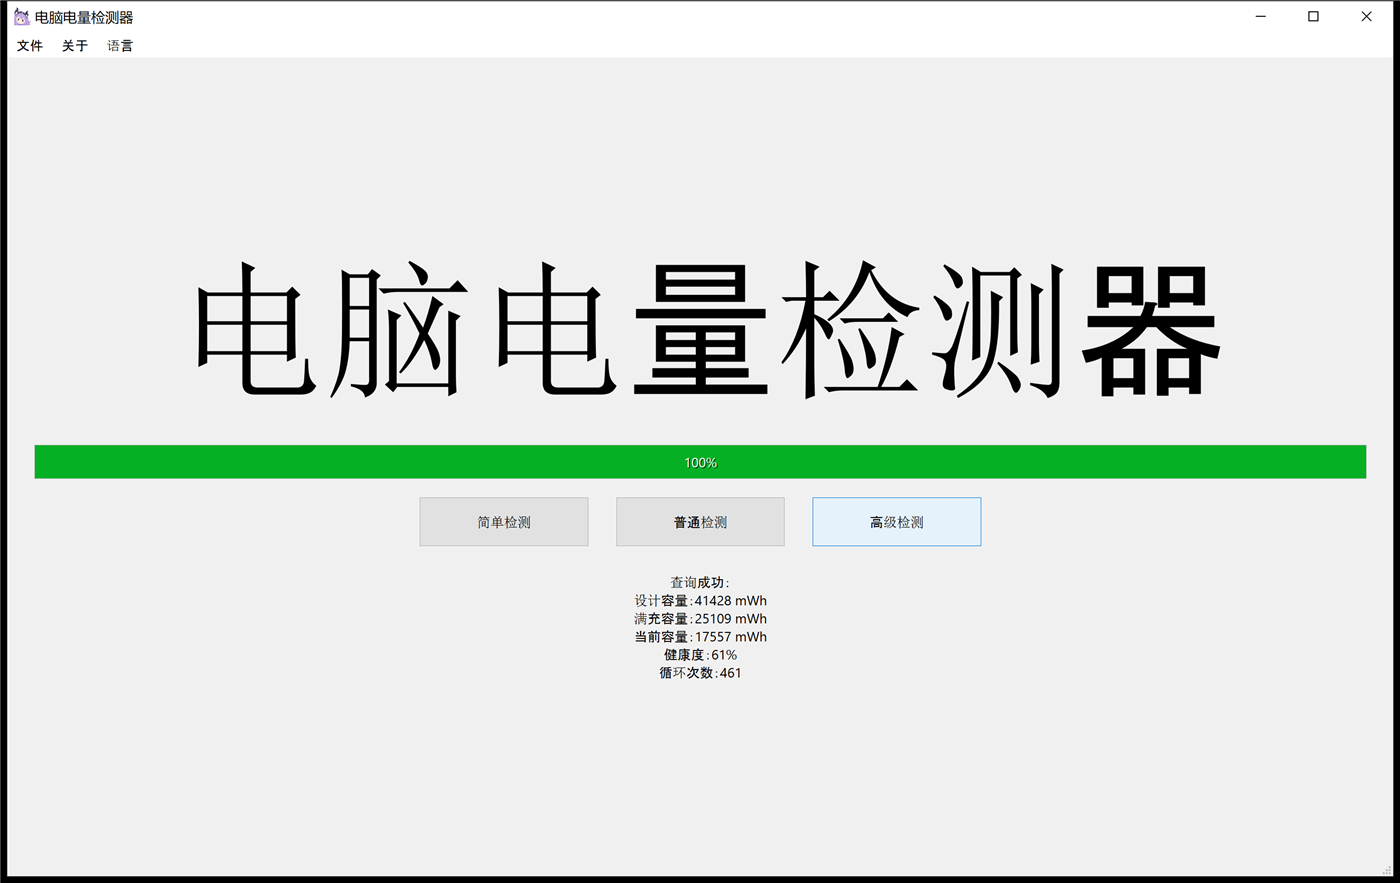 电脑电量检测器
文件 关于 语言
电脑电量检测器
100%
简单检测 普通检测 高级检测
查询成功:
设计容量:41428 mWh
满充容量:25109 mWh
当前容量:17557 mWh
健康度:61%
循环次数:461